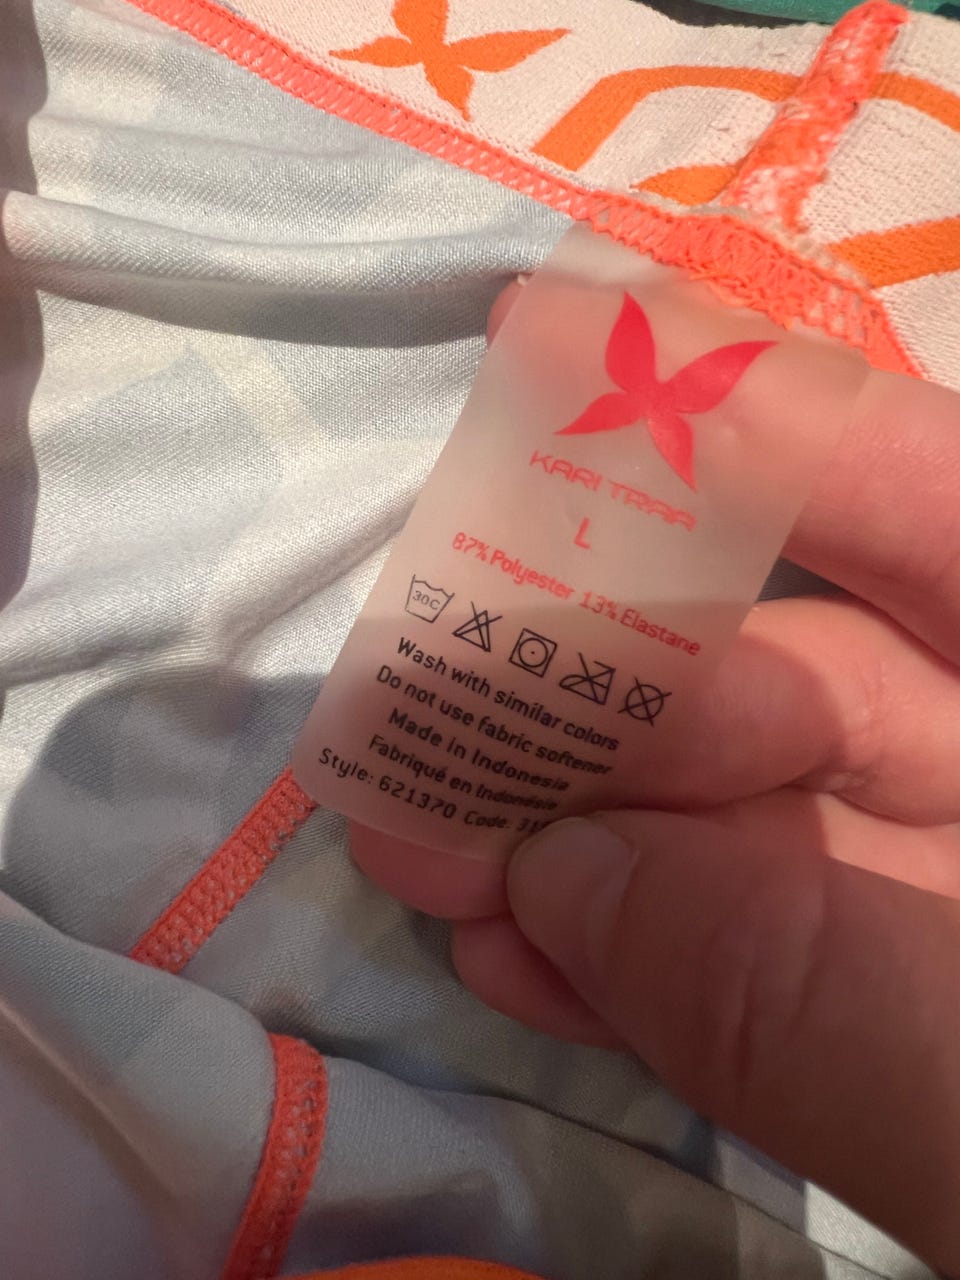 KARI TRAA
L
87% Polyester 13% Elastane
30C
Wash with similar colors
Do not use fabric softener
Made in Indonesia
Fabriqué en Indonésie
Style: 621370 Code: